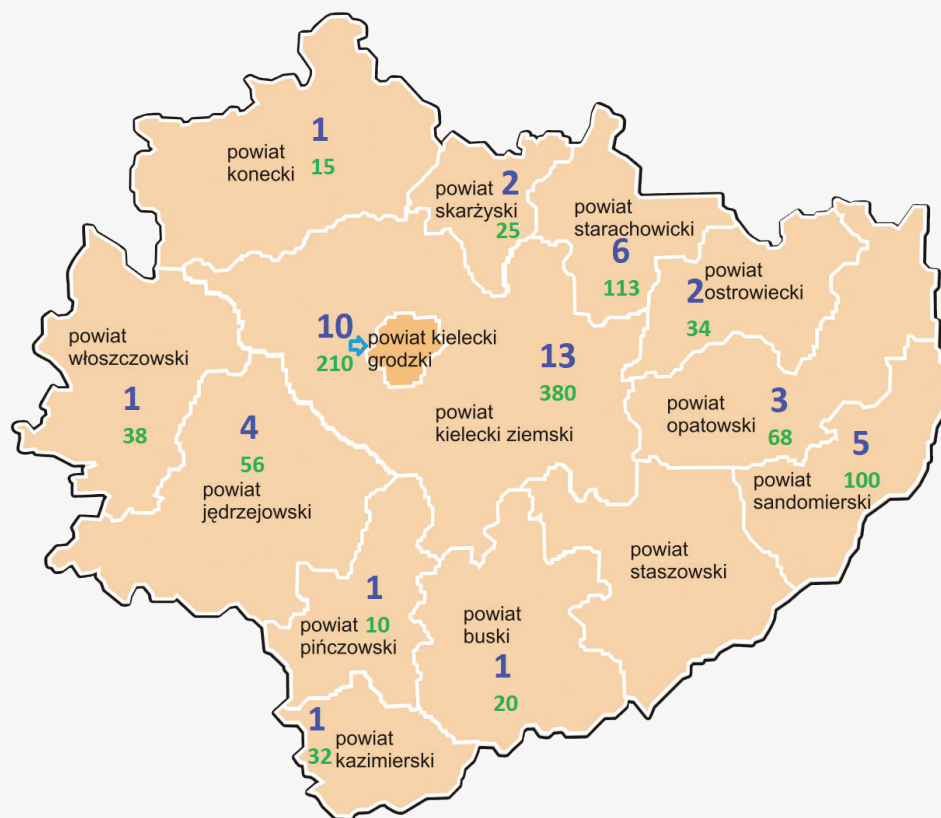 1
powiat
konecki
15
powiat
skarżyski
2
25
powiat
starachowicki
6
113
powiat
ostrowiecki
2
34
powiat
włoszczowski
1
38
10
210
powiat kielecki
grodzki
13
380
powiat
kielecki ziemski
powiat
opatowski
3
68
5
100
powiat
sandomierski
4
56
powiat
jędrzejowski
powiat
staszowski
1
10
powiat
pińczowski
powiat
buski
1
20
1
32
powiat
kazimierski